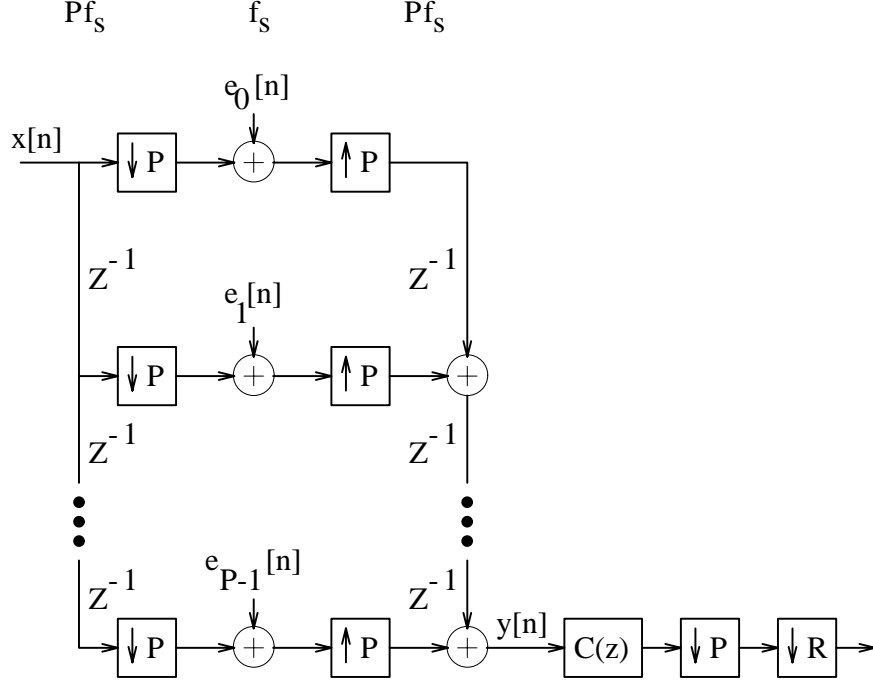 Pf_s f_s Pf_s
e_0[n]
x[n] ↓ P + ↑ P
Z^-1 Z^-1
e_1[n]
↓ P + ↑ P +
Z^-1 Z^-1
e_P-1[n]
Z^-1 Z^-1
↓ P + ↑ P + y[n] C(z) ↓ P ↓ R